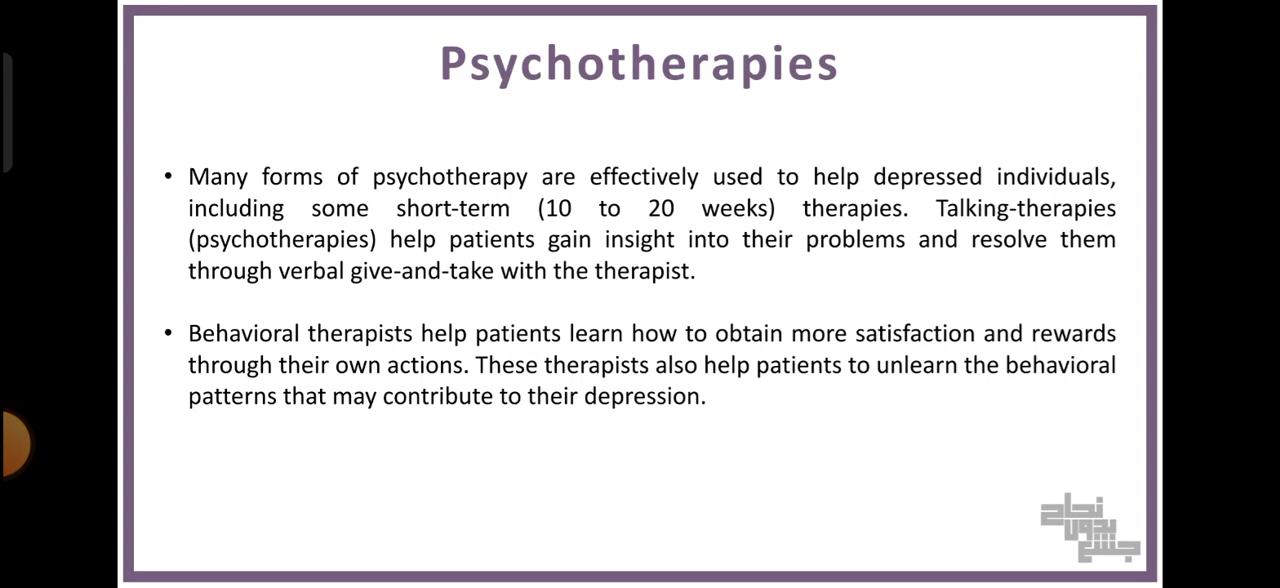 Psychotherapies
• Many forms of psychotherapy are effectively used to help depressed individuals,
including some short-term (10 to 20 weeks) therapies. Talking-therapies
(psychotherapies) help patients gain insight into their problems and resolve them
through verbal give-and-take with the therapist.
• Behavioral therapists help patients learn how to obtain more satisfaction and rewards
through their own actions. These therapists also help patients to unlearn the behavioral
patterns that may contribute to their depression.
نجاح
بدون
جشع